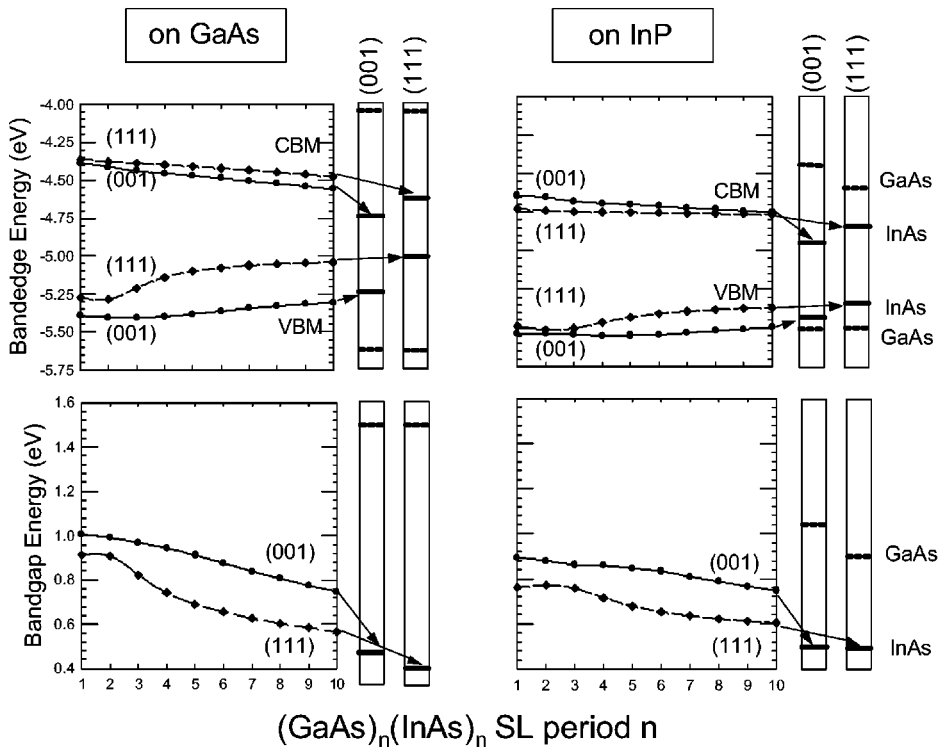 on GaAs
on InP
(001)
(111)
(001)
(111)
Bandedge Energy (eV)
-4.00
-4.25
-4.50
-4.75
-5.00
-5.25
-5.50
-5.75
(111)
CBM
(001)
(111)
(001)
VBM
(001)
CBM
(111)
(111)
VBM
(001)
GaAs
InAs
InAs
GaAs
Bandgap Energy (eV)
1.6
1.4
1.2
1.0
0.8
0.6
0.4
(001)
(111)
1 2 3 4 5 6 7 8 9 10
(001)
(111)
1 2 3 4 5 6 7 8 9 10
GaAs
InAs
(GaAs)n(InAs)n SL period n